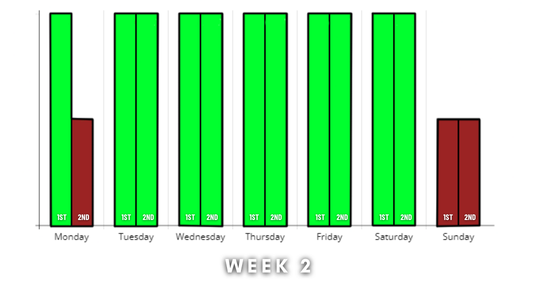 1ST 2ND 1ST 2ND 1ST 2ND 1ST 2ND 1ST 2ND 1ST 2ND 1ST 2ND
Monday Tuesday Wednesday Thursday Friday Saturday Sunday
WEEK 2